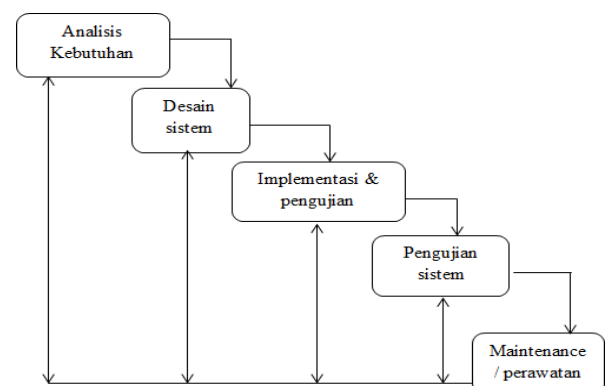 Analisis
Kebutuhan
Desain
sistem
Implementasi &
pengujian
Pengujian
sistem
Maintenance
/ perawatan